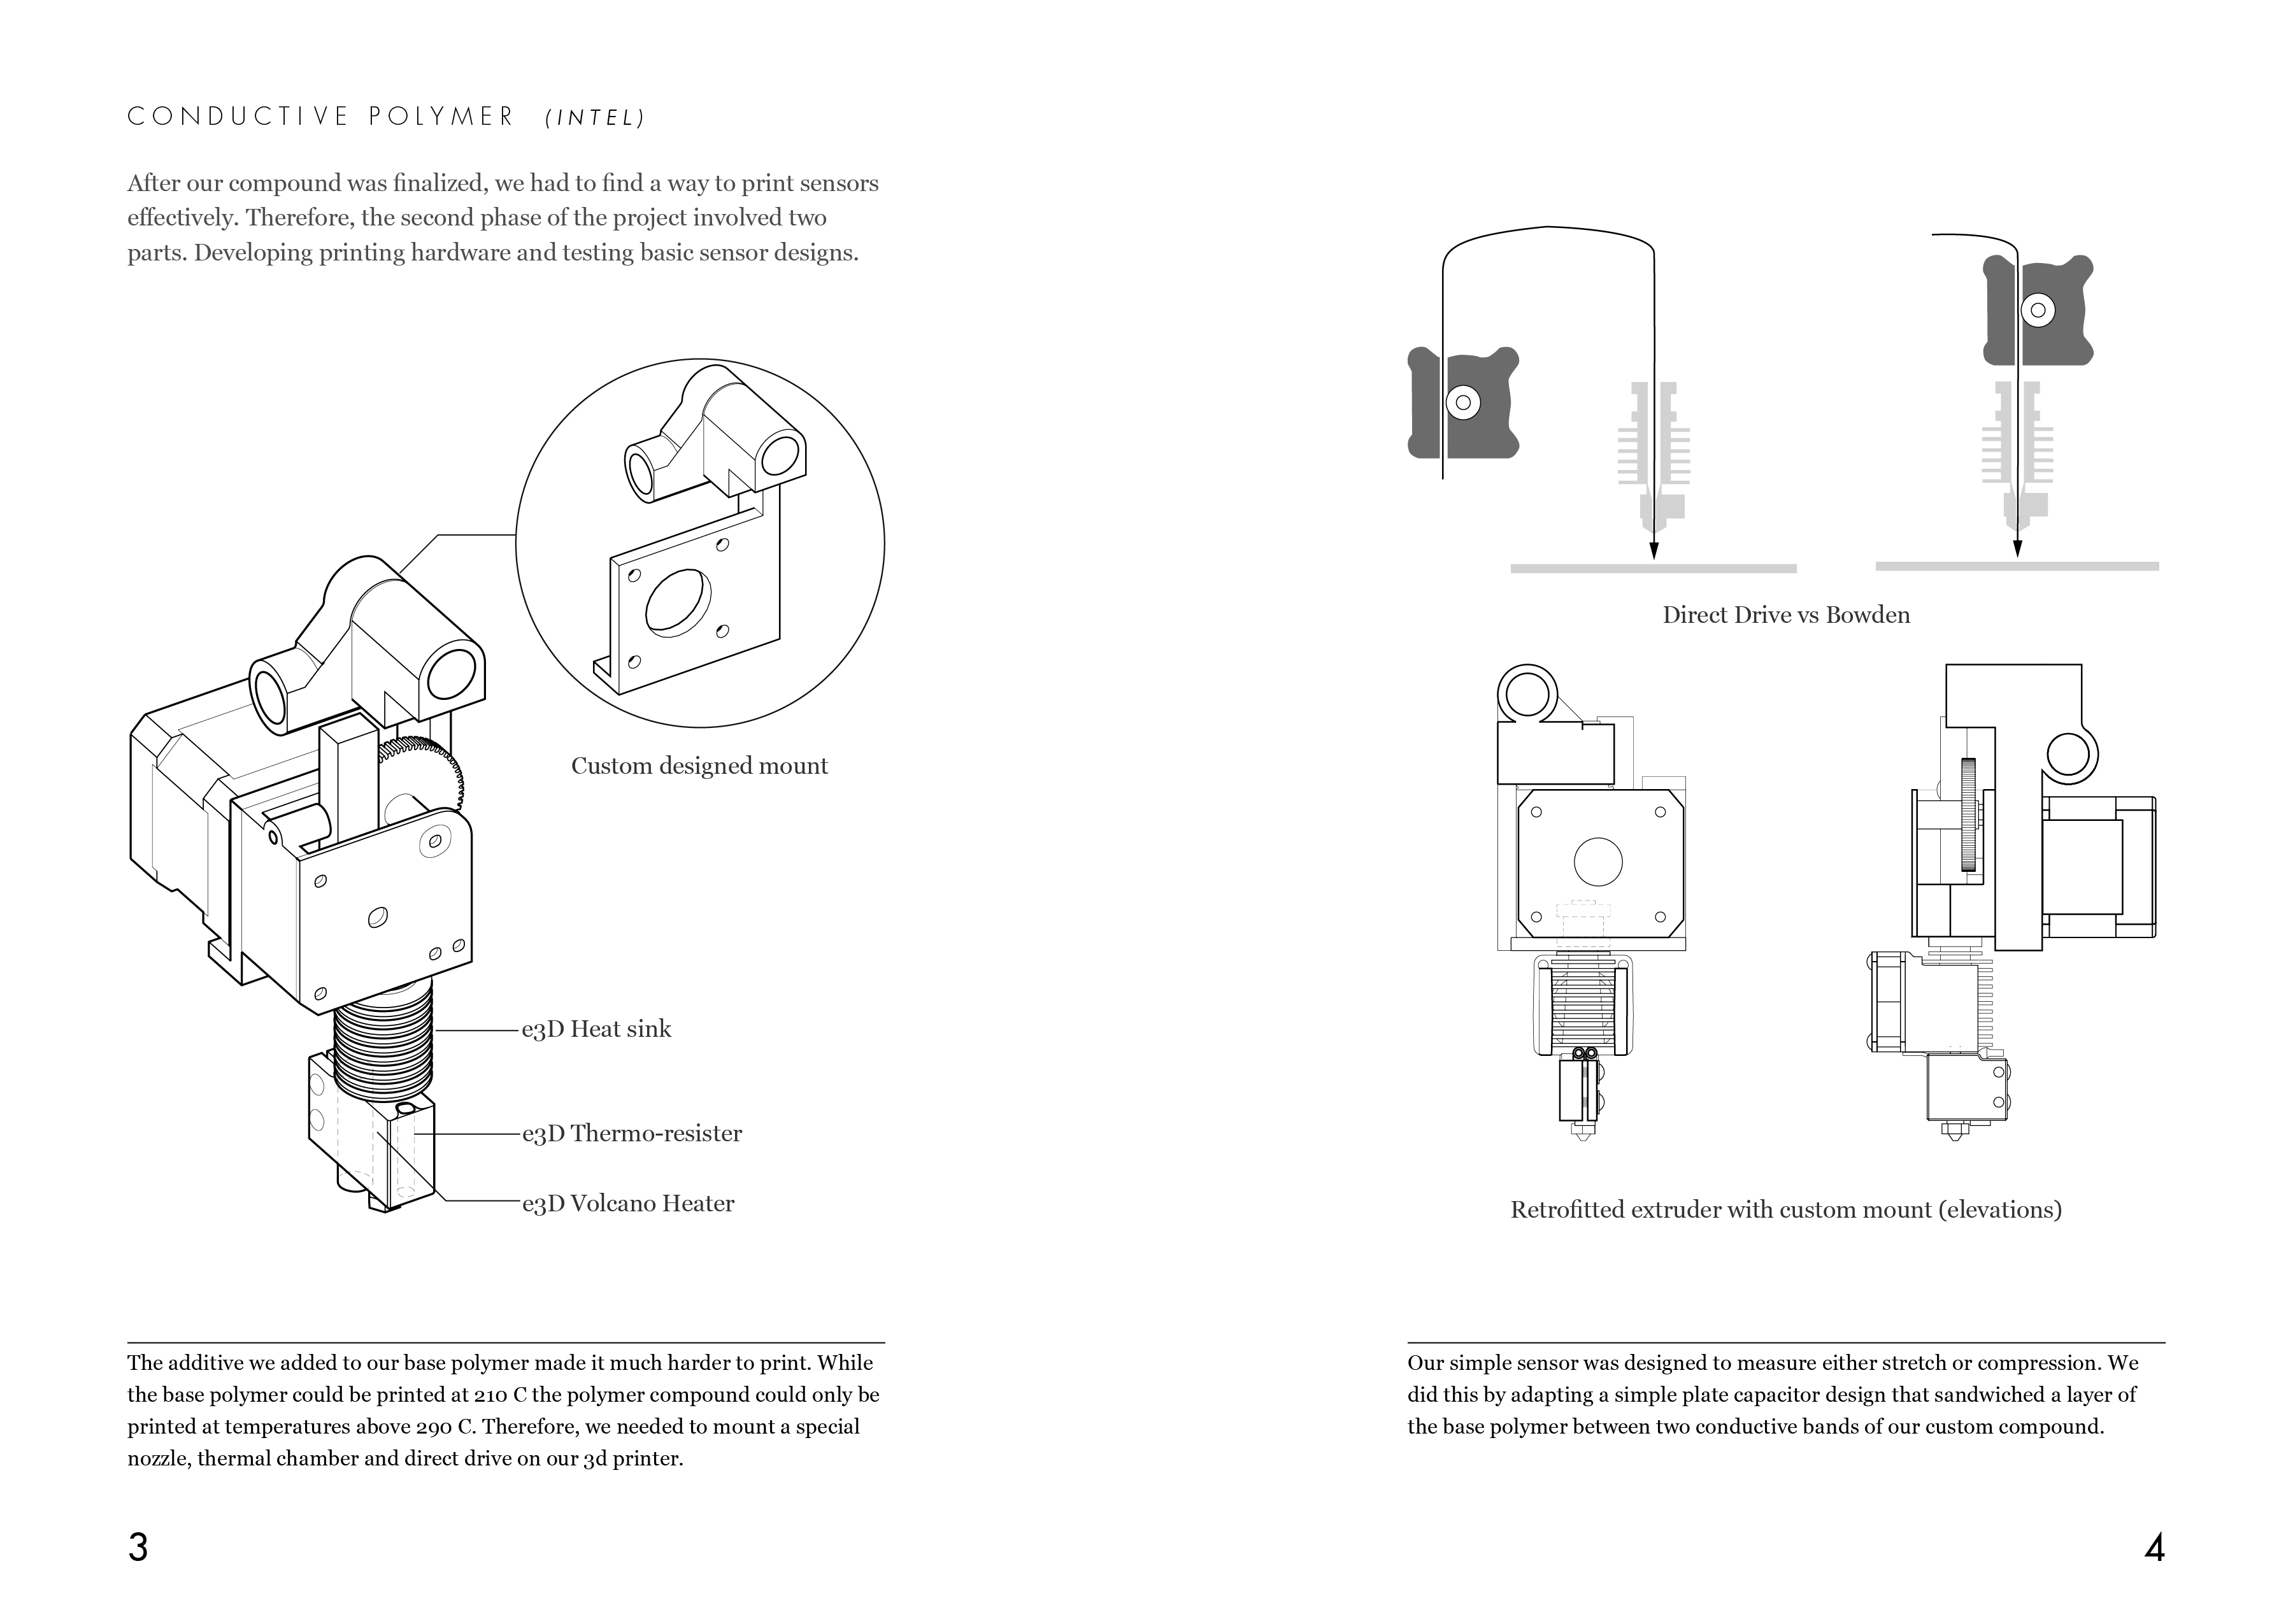 CONDUCTIVE POLYMER (INTEL)
After our compound was finalized, we had to find a way to print sensors
effectively. Therefore, the second phase of the project involved two
parts. Developing printing hardware and testing basic sensor designs.
Custom designed mount
e3D Heat sink
e3D Thermo-resister
e3D Volcano Heater
The additive we added to our base polymer made it much harder to print. While
the base polymer could be printed at 210 C the polymer compound could only be
printed at temperatures above 290 C. Therefore, we needed to mount a special
nozzle, thermal chamber and direct drive on our 3d printer.
3
Direct Drive vs Bowden
Retrofitted extruder with custom mount (elevations)
Our simple sensor was designed to measure either stretch or compression. We
did this by adapting a simple plate capacitor design that sandwiched a layer of
the base polymer between two conductive bands of our custom compound.
4